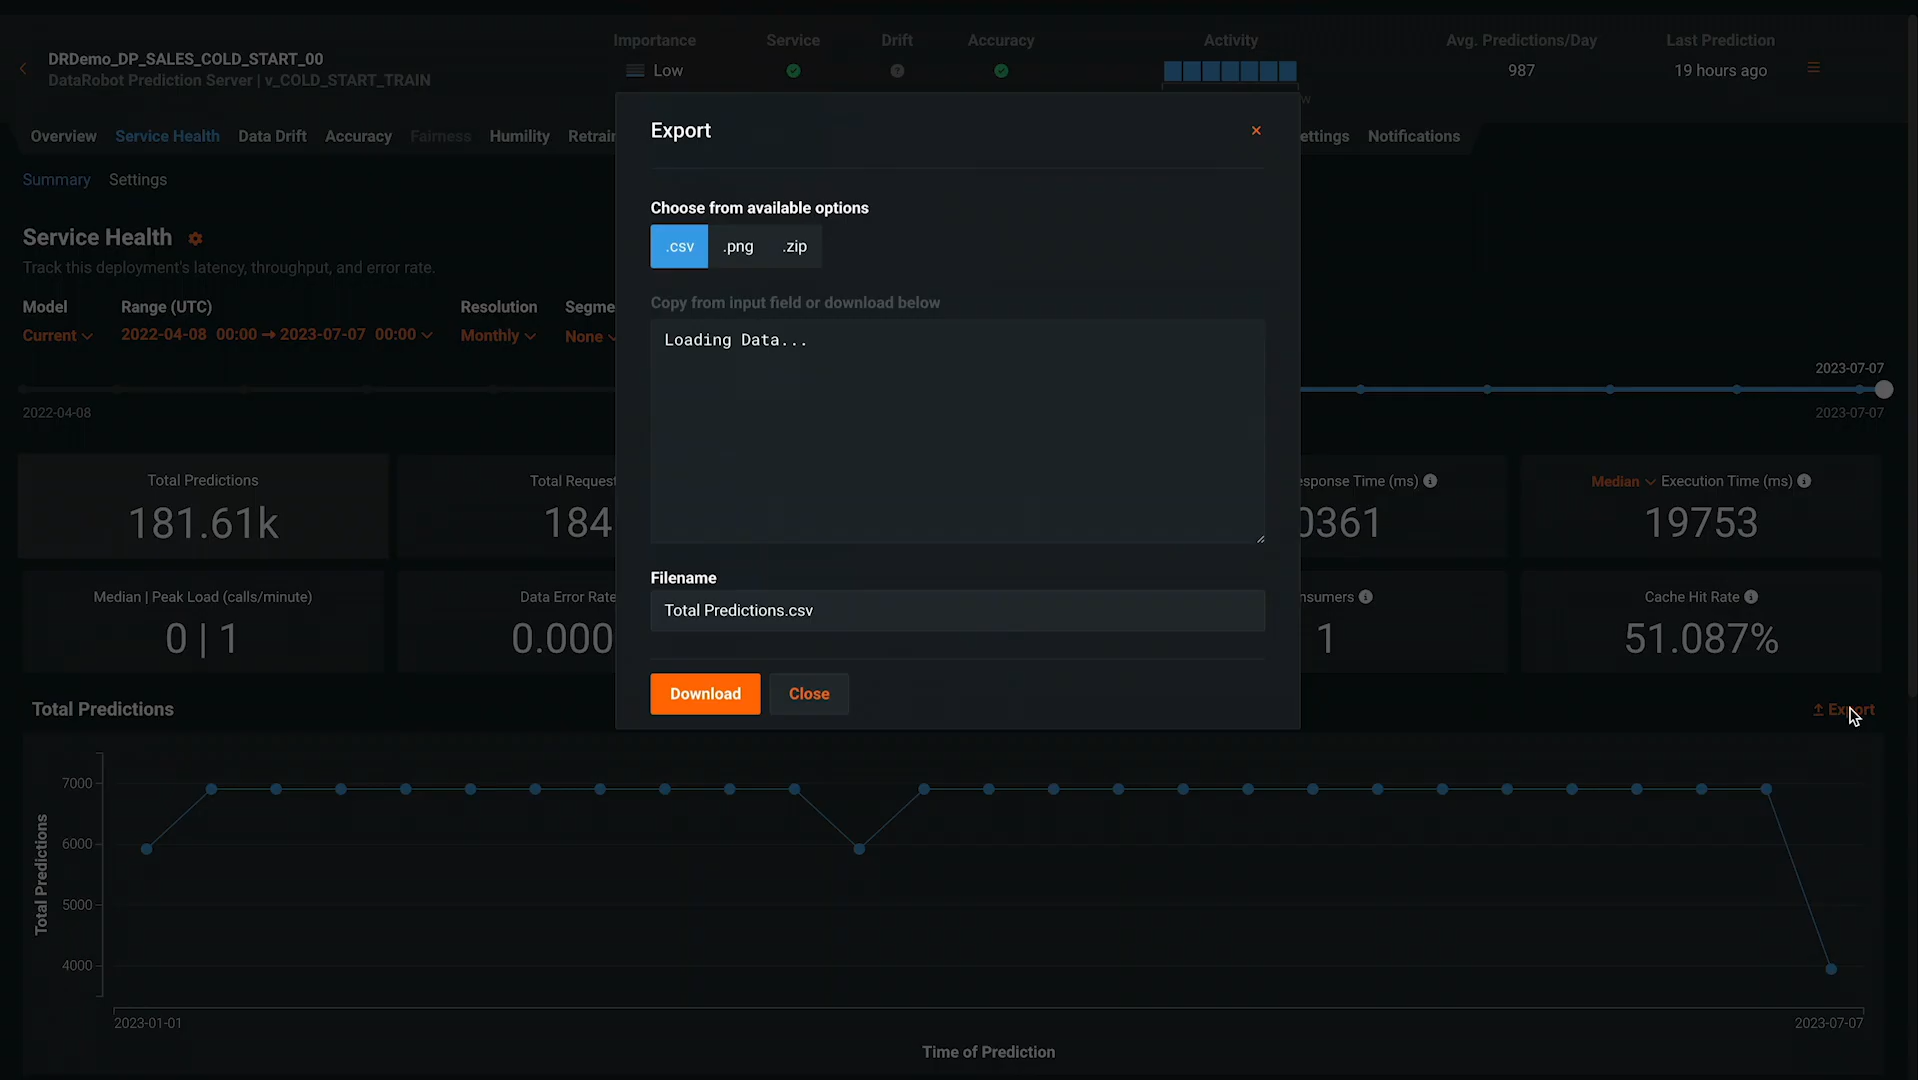 DRDemo_DP_SALES_COLD_START_00
DataRobot Prediction Server | v_COLD_START_TRAIN
Importance
Low
Service
Drift
Accuracy
Activity
Avg. Predictions/Day
987
Last Prediction
19 hours ago
Overview Service Health Data Drift Accuracy Fairness Humility Retrain
ettings Notifications
Summary Settings
Service Health
Track this deployment's latency, throughput, and error rate.
Model
Current
Range (UTC)
2022-04-08 00:00 → 2023-07-07 00:00
Resolution
Monthly
Segme
None
2023-07-07
2022-04-08
2023-07-07
Export
×
Choose from available options
.csv .png .zip
Copy from input field or download below
Loading Data...
Filename
Total Predictions.csv
Download Close
Total Predictions
181.61k
Total Request
184
sponse Time (ms)
0361
Median Execution Time (ms)
19753
Median | Peak Load (calls/minute)
0 | 1
Data Error Rate
0.000
nsumers
1
Cache Hit Rate
51.087%
Total Predictions
Export
Total Predictions
7000
6000
5000
4000
2023-01-01
2023-07-07
Time of Prediction